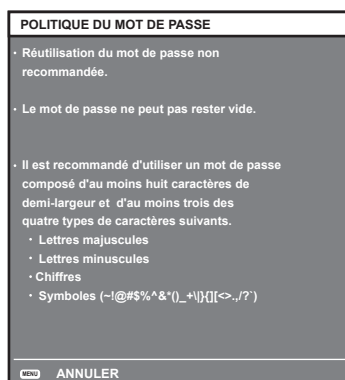 POLITIQUE DU MOT DE PASSE
· Réutilisation du mot de passe non
recommandée.
· Le mot de passe ne peut pas rester vide.
· Il est recommandé d'utiliser un mot de passe
composé d'au moins huit caractères de
demi-largeur et d'au moins trois des
quatre types de caractères suivants.
· Lettres majuscules
· Lettres minuscules
· Chiffres
· Symboles (~!@#$%^&*()_+\|}{][<>.,/?`)
MENU ANNULER